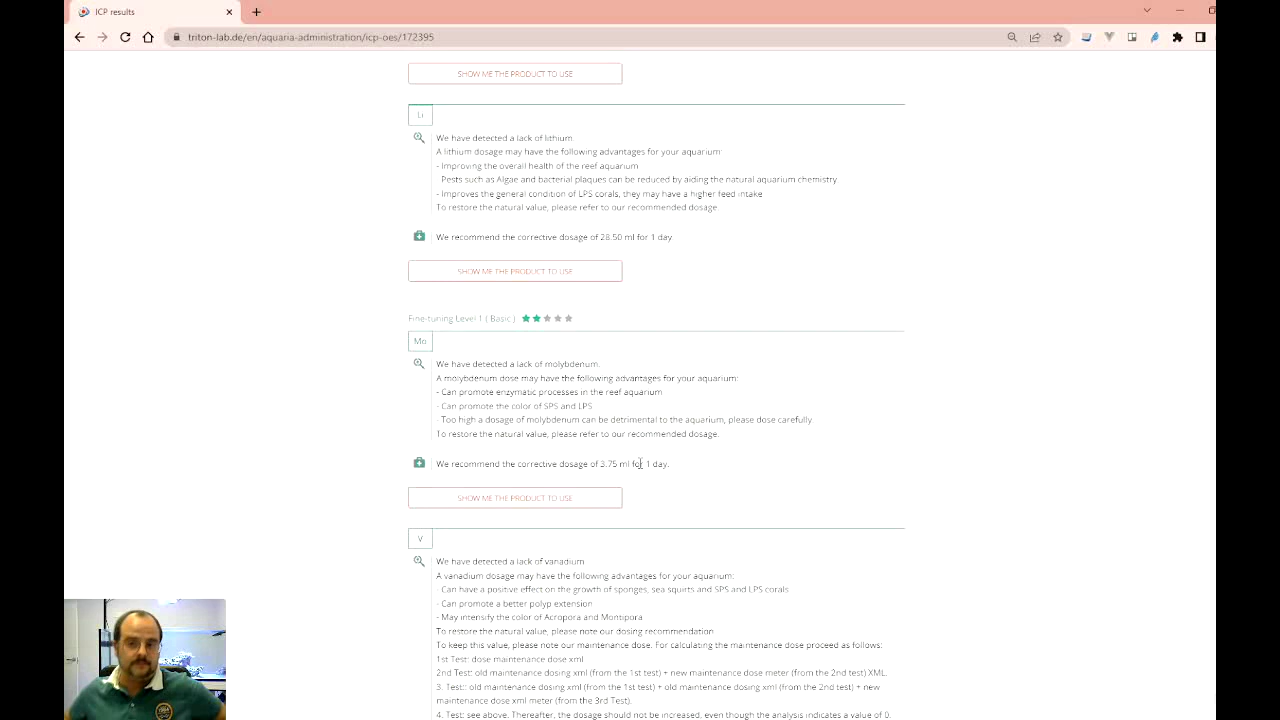 ICP results
triton-lab.de/en/aquaria-administration/icp-oes/172395
SHOW ME THE PRODUCT TO USE
Li
We have detected a lack of lithium
A lithium dosage may have the following advantages for your aquarium:
- Improving the overall health of the reef aquarium
- Pests such as Algae and bacterial plaques can be reduced by aiding the natural aquarium chemistry.
- Improves the general condition of LPS corals, they may have a higher feed intake
To restore the natural value, please refer to our recommended dosage.
We recommend the corrective dosage of 28.50 ml for 1 day.
SHOW ME THE PRODUCT TO USE
Fine-tuning Level 1 ( Basic )
Mo
We have detected a lack of molybdenum.
A molybdenum dose may have the following advantages for your aquarium:
- Can promote enzymatic processes in the reef aquarium
- Can promote the color of SPS and LPS
- Too high a dosage of molybdenum can be detrimental to the aquarium, please dose carefully.
To restore the natural value, please refer to our recommended dosage.
We recommend the corrective dosage of 3.75 ml for 1 day.
SHOW ME THE PRODUCT TO USE
V
We have detected a lack of vanadium
A vanadium dosage may have the following advantages for your aquarium:
- Can have a positive effect on the growth of sponges, sea squirts and SPS and LPS corals
- Can promote a better polyp extension
- May intensify the color of Acropora and Montipora
To restore the natural value, please note our dosing recommendation
To keep this value, please note our maintenance dose. For calculating the maintenance dose proceed as follows:
1st Test: dose maintenance dose xml
2nd Test: old maintenance dosing xml (from the 1st test) + new maintenance dose meter (from the 2nd test) XML.
3. Test:: old maintenance dosing xml (from the 1st test) + old maintenance dosing xml (from the 2nd test) + new
maintenance dose xml meter (from the 3rd Test).
4. Test: see above. Thereafter, the dosage should not be increased, even though the analysis indicates a value of 0.